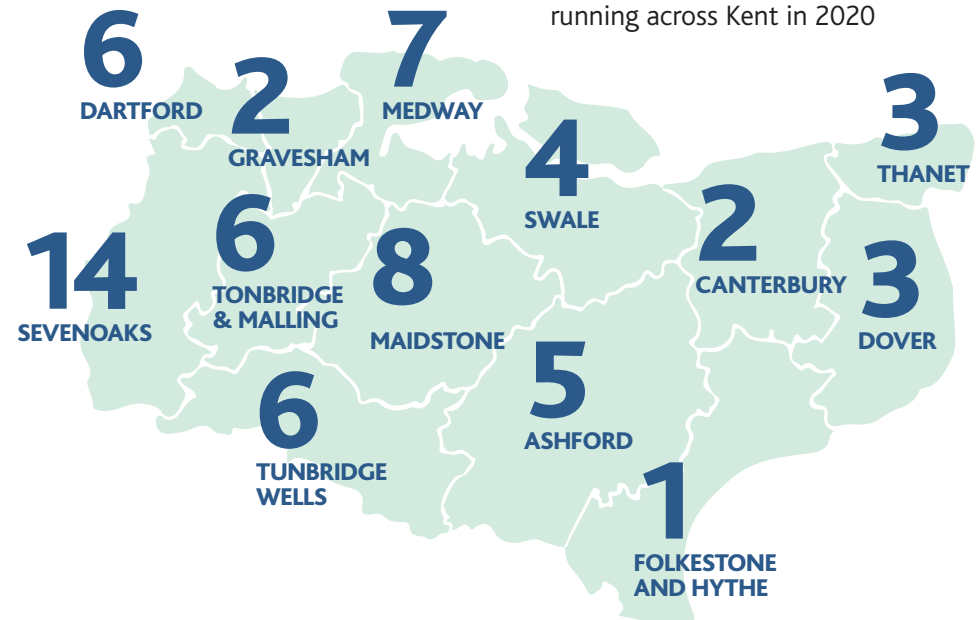 running across Kent in 2020
6
DARTFORD
2
GRAVESHAM
7
MEDWAY
4
SWALE
3
THANET
14
SEVENOAKS
6
TONBRIDGE
& MALLING
8
MAIDSTONE
2
CANTERBURY
3
DOVER
6
TUNBRIDGE
WELLS
5
ASHFORD
1
FOLKESTONE
AND HYTHE